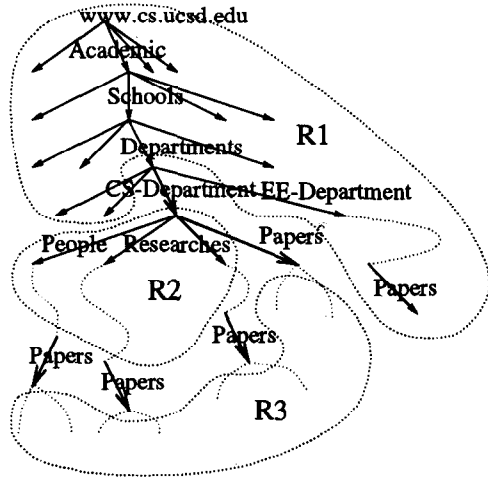 www.cs.ucsd.edu
Academic
Schools
R1
Departments
CS-Department EE-Department
People Researches Papers
R2
Papers
Papers
Papers
Papers
R3